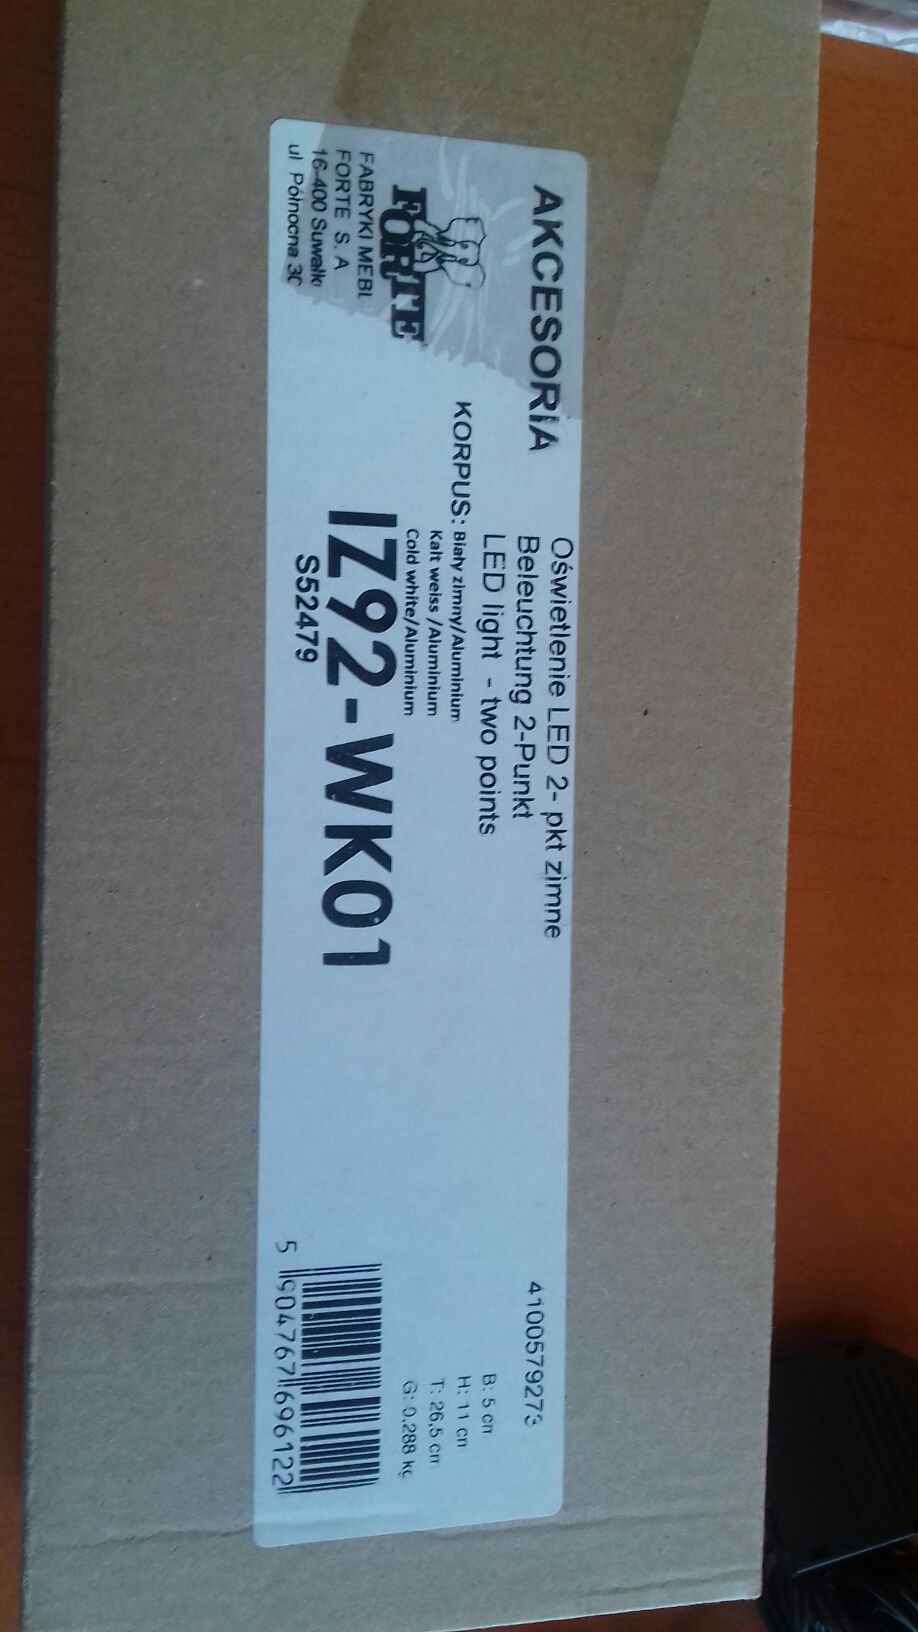 AKCESORIA
FORTE
FABRYKI MEBL
FORTE S. A
16-400 Suwałki
ul Północna 30
Oświetlenie LED 2- pkt zimne
Beleuchtung 2-Punkt
LED light - two points
KORPUS: Biały zimny/Aluminium
Kalt weiss /Aluminium
Cold white/Aluminium
IZ92-WK01
S52479
4100579273
B: 5 cm
H: 11 cm
T: 26,5 cm
G: 0.288 kg
5 904767 696122